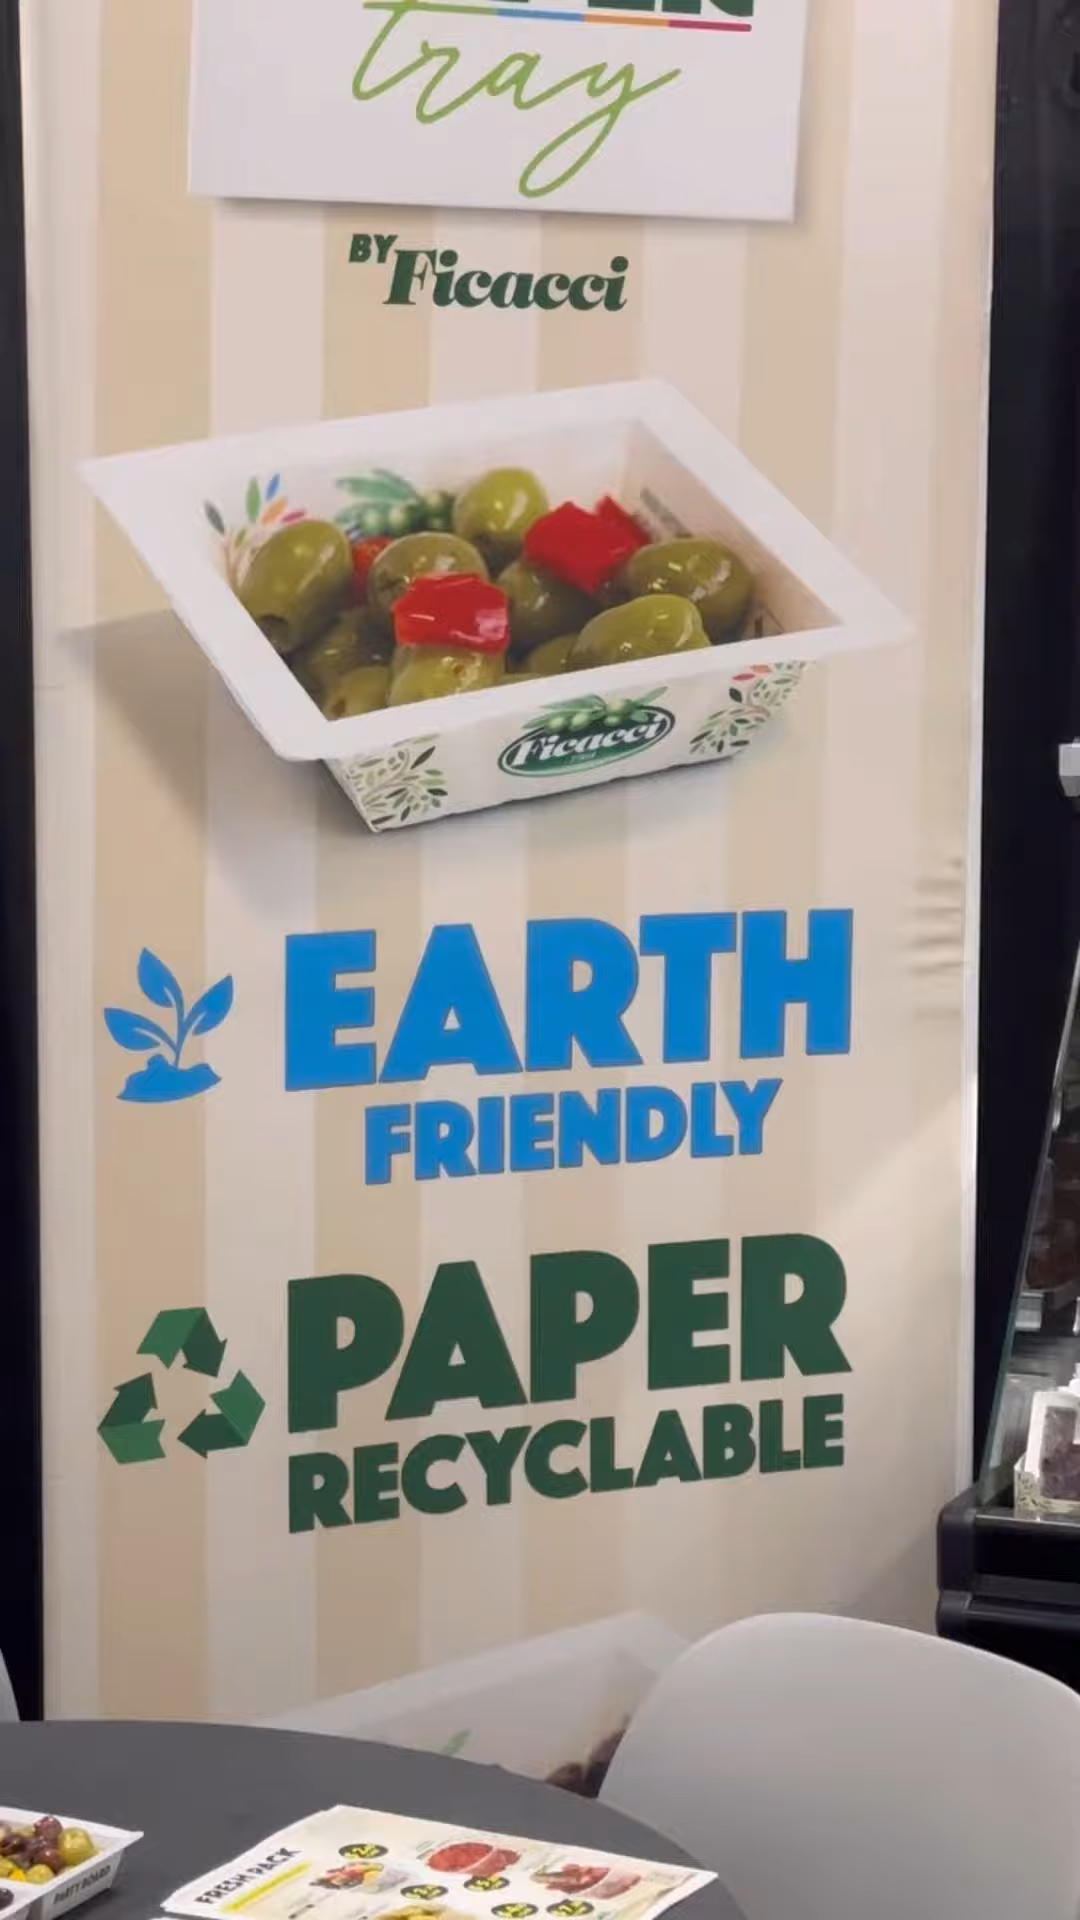 tray
BY Ficacci
Ficacci
EARTH
FRIENDLY
PAPER
RECYCLABLE
FRESH PACK
PARTY BOARD